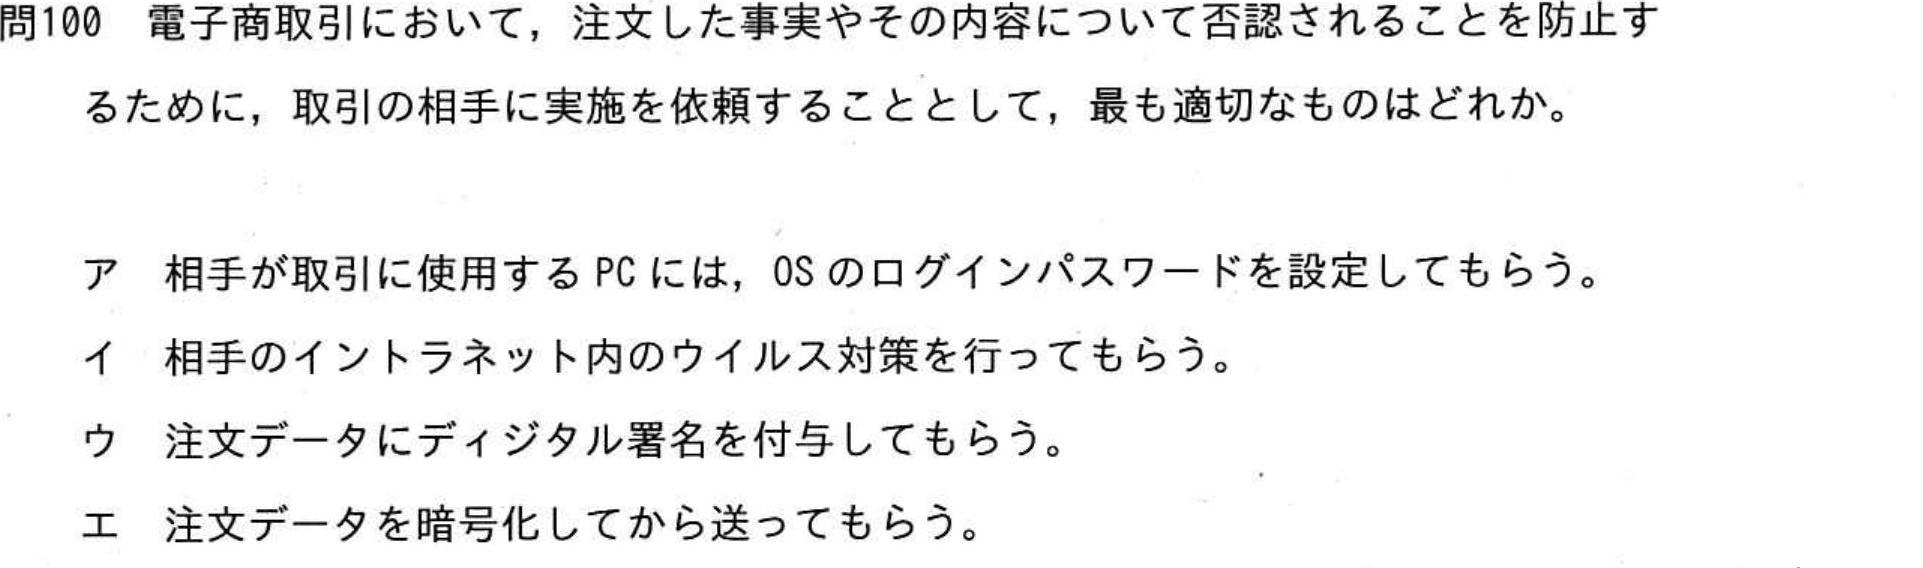 問100　電子商取引において，注文した事実やその内容について否認されることを防止す
るために，取引の相手に実施を依頼することとして，最も適切なものはどれか。
ア　相手が取引に使用する PC には，OS のログインパスワードを設定してもらう。
イ　相手のイントラネット内のウイルス対策を行ってもらう。
ウ　注文データにディジタル署名を付与してもらう。
エ　注文データを暗号化してから送ってもらう。